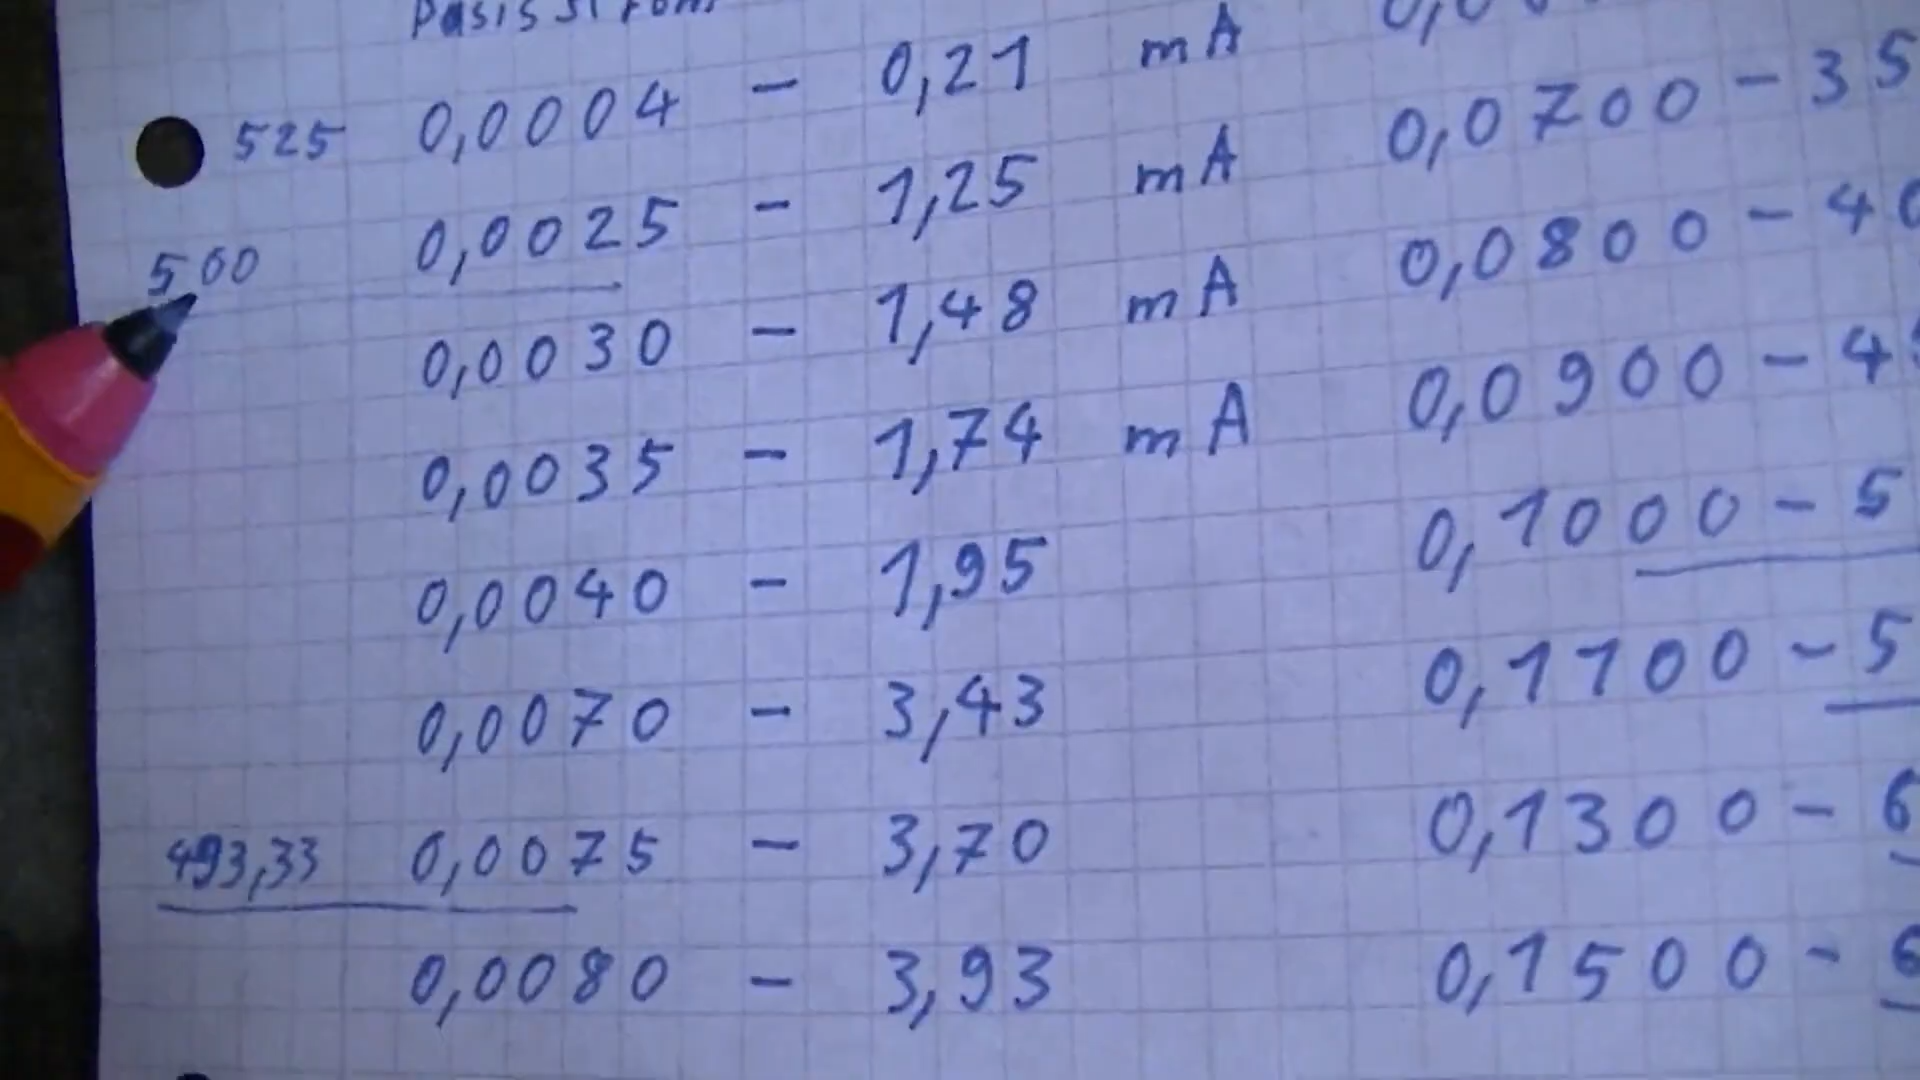 525 0,0004 - 0,21 mA
500 0,0025 - 1,25 mA
0,0030 - 1,48 mA
0,0035 - 1,74 mA
0,0040 - 1,95
0,0070 - 3,43
493,33 0,0075 - 3,70
0,0080 - 3,93
0,0700 - 35
0,0800 - 40
0,0900 - 45
0,1000 - 5
0,1100 - 5
0,1300 - 6
0,1500 - 6